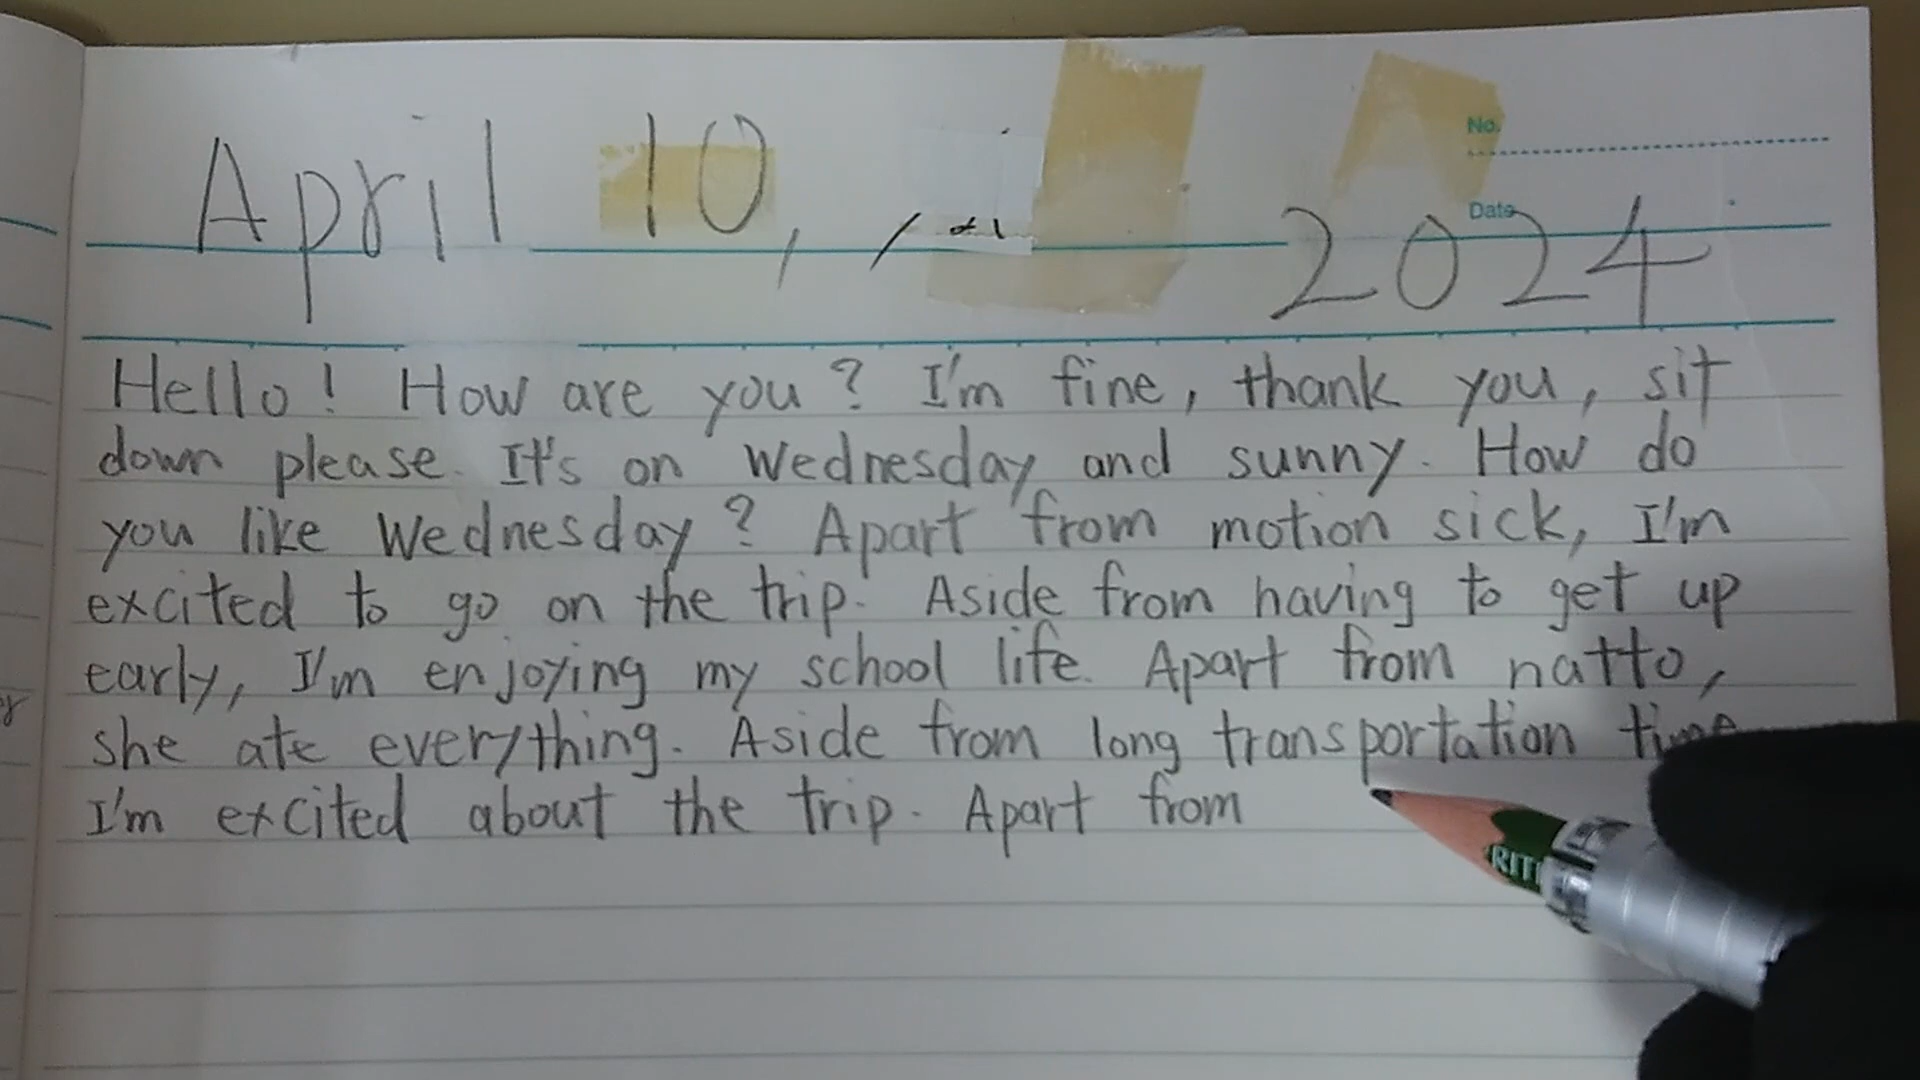 No.
April 10, 2024
Date
Hello! How are you? I'm fine, thank you, sit
down please. It's on Wednesday and sunny. How do
you like Wednesday? Apart from motion sick, I'm
excited to go on the trip. Aside from having to get up
early, I'm enjoying my school life. Apart from natto,
she ate everything. Aside from long transportation time
I'm excited about the trip. Apart from
RIT